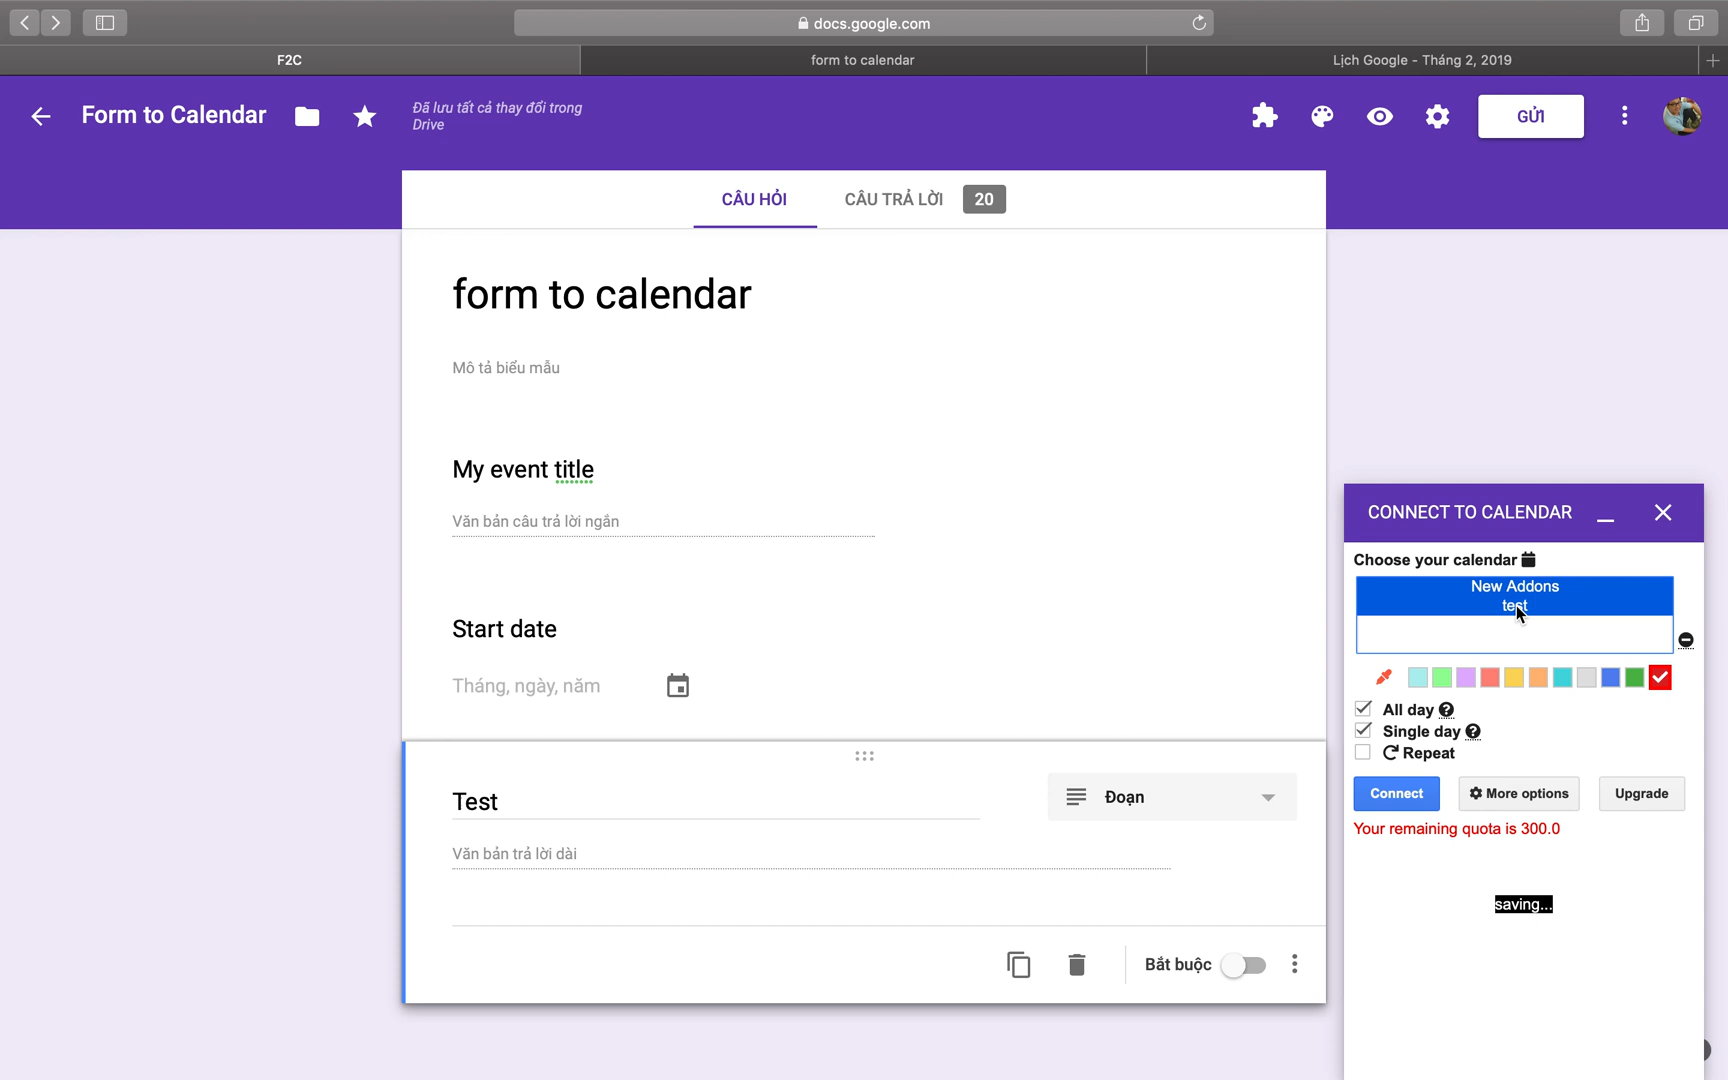 docs.google.com
F2C
form to calendar
Lịch Google - Tháng 2, 2019
Form to Calendar
Đã lưu tất cả thay đổi trong
Drive
GỬI
CÂU HỎI
CÂU TRẢ LỜI 20
form to calendar
Mô tả biểu mẫu
My event title
Văn bản câu trả lời ngắn
Start date
Tháng, ngày, năm
Test
Đoạn
Văn bản trả lời dài
Bắt buộc
CONNECT TO CALENDAR
Choose your calendar
New Addons
test
All day
Single day
Repeat
Connect
More options
Upgrade
Your remaining quota is 300.0
saving...